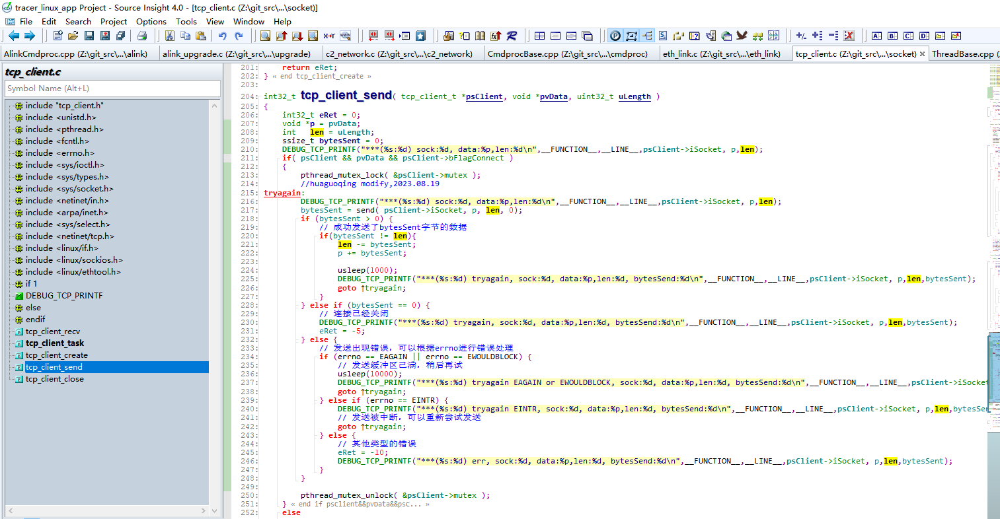 tracer_linux_app Project - Source Insight 4.0 - [tcp_client.c (Z:\git_src\...\socket)]
File Edit Search Project Options Tools View Window Help
AlinkCmdproc.cpp (Z:\git_src\...\alink) alink_upgrade.c (Z:\git_src\...\upgrade) c2_network.c (Z:\git_src\...\c2_network) CmdprocBase.cpp (Z:\git_src\...\cmdproc) eth_link.c (Z:\git_src\...\eth_link) tcp_client.c (Z:\git_src\...\socket) × ThreadBase.cpp (
tcp_client.c
Symbol Name (Alt+L)
include "tcp_client.h"
include <unistd.h>
include <pthread.h>
include <fcntl.h>
include <errno.h>
include <sys/ioctl.h>
include <sys/types.h>
include <sys/socket.h>
include <netinet/in.h>
include <arpa/inet.h>
include <sys/select.h>
include <netinet/tcp.h>
include <linux/if.h>
include <linux/sockios.h>
include <linux/ethtool.h>
if 1
DEBUG_TCP_PRINTF
else
endif
tcp_client_recv
tcp_client_task
tcp_client_create
tcp_client_send
tcp_client_close
201: return eRet;
202: } « end tcp_client_create »
203:
204: int32_t tcp_client_send( tcp_client_t *psClient, void *pvData, uint32_t uLength )
205: {
206: int32_t eRet = 0;
207: void *p = pvData;
208: int len = uLength;
209: ssize_t bytesSent = 0;
210: DEBUG_TCP_PRINTF("***(%s:%d) sock:%d, data:%p,len:%d\n",__FUNCTION__,__LINE__,psClient->iSocket, p,len);
211: if( psClient && pvData && psClient->bFlagConnect )
212: {
213: pthread_mutex_lock( &psClient->mutex );
214: //huaguoqing modify,2023.08.19
215: tryagain:
216: DEBUG_TCP_PRINTF("***(%s:%d) sock:%d, data:%p,len:%d\n",__FUNCTION__,__LINE__,psClient->iSocket, p,len);
217: bytesSent = send( psClient->iSocket, p, len, 0);
218: if (bytesSent > 0) {
219: // 成功发送了bytesSent字节的数据
220: if(bytesSent != len){
221: len -= bytesSent;
222: p += bytesSent;
223:
224: usleep(1000);
225: DEBUG_TCP_PRINTF("***(%s:%d) tryagain, sock:%d, data:%p,len:%d, bytesSend:%d\n",__FUNCTION__,__LINE__,psClient->iSocket, p,len,bytesSent);
226: goto ↑tryagain;
227: }
228: } else if (bytesSent == 0) {
229: // 连接已经关闭
230: DEBUG_TCP_PRINTF("***(%s:%d) tryagain, sock:%d, data:%p,len:%d, bytesSend:%d\n",__FUNCTION__,__LINE__,psClient->iSocket, p,len,bytesSent);
231: eRet = -5;
232: } else {
233: // 发送出现错误，可以根据errno进行错误处理
234: if (errno == EAGAIN || errno == EWOULDBLOCK) {
235: // 发送缓冲区已满，稍后再试
236: usleep(10000);
237: DEBUG_TCP_PRINTF("***(%s:%d) tryagain EAGAIN or EWOULDBLOCK, sock:%d, data:%p,len:%d, bytesSend:%d\n",__FUNCTION__,__LINE__,psClient->iSocket
238: goto ↑tryagain;
239: } else if (errno == EINTR) {
240: DEBUG_TCP_PRINTF("***(%s:%d) tryagain EINTR, sock:%d, data:%p,len:%d, bytesSend:%d\n",__FUNCTION__,__LINE__,psClient->iSocket, p,len,bytesSen
241: // 发送被中断，可以重新尝试发送
242: goto ↑tryagain;
243: } else {
244: // 其他类型的错误
245: eRet = -10;
246: DEBUG_TCP_PRINTF("***(%s:%d) err, sock:%d, data:%p,len:%d, bytesSend:%d\n",__FUNCTION__,__LINE__,psClient->iSocket, p,len,bytesSent);
247: }
248: }
249:
250: pthread_mutex_unlock( &psClient->mutex );
251: } « end if psClient&&pvData&&psC... »
252: else